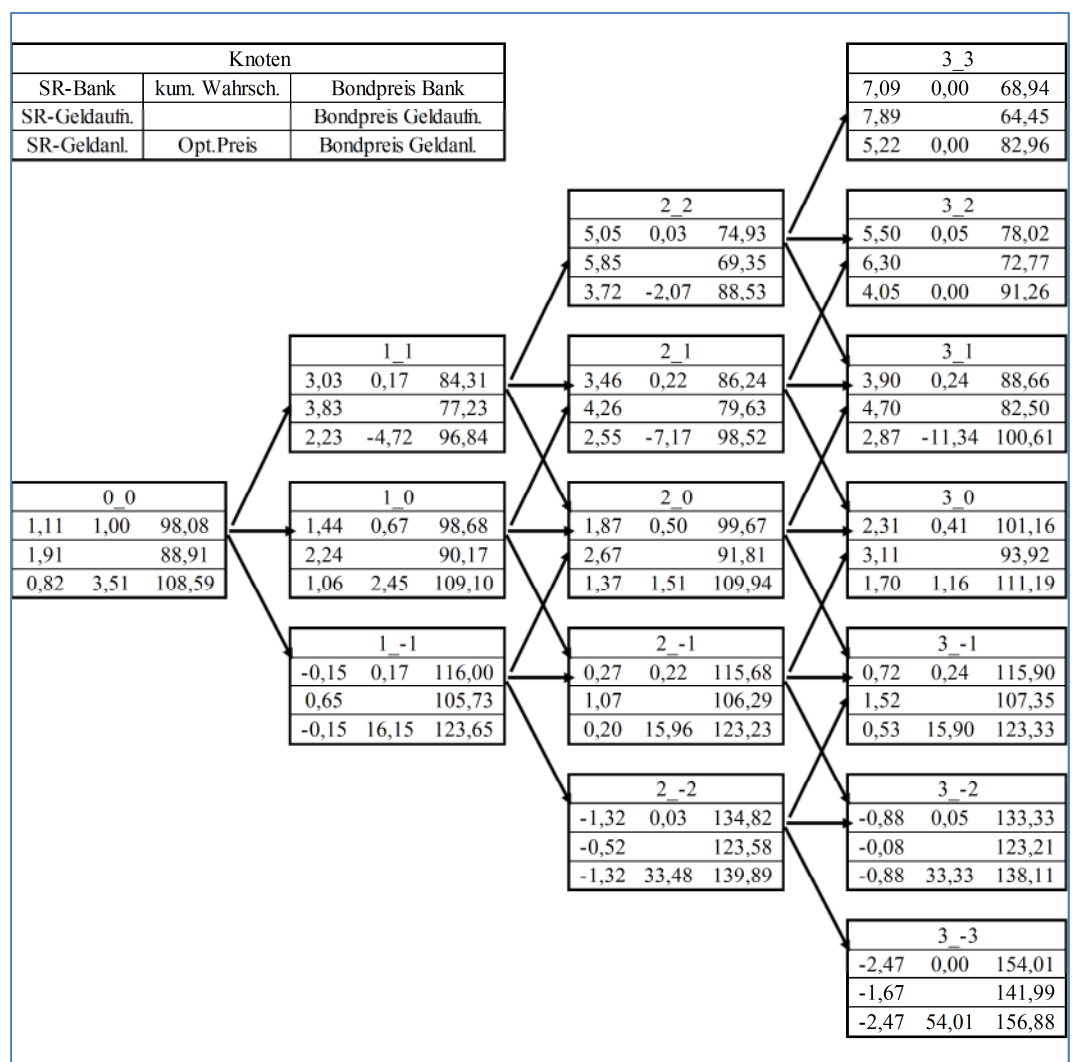 Knoten
SR-Bank kum. Wahrsch. Bondpreis Bank
SR-Geldaufn. Bondpreis Geldaufn.
SR-Geldanl. Opt.Preis Bondpreis Geldanl.
0_0
1,11 1,00 98,08
1,91 88,91
0,82 3,51 108,59
1_1
3,03 0,17 84,31
3,83 77,23
2,23 -4,72 96,84
1_0
1,44 0,67 98,68
2,24 90,17
1,06 2,45 109,10
1_-1
-0,15 0,17 116,00
0,65 105,73
-0,15 16,15 123,65
2_2
5,05 0,03 74,93
5,85 69,35
3,72 -2,07 88,53
2_1
3,46 0,22 86,24
4,26 79,63
2,55 -7,17 98,52
2_0
1,87 0,50 99,67
2,67 91,81
1,37 1,51 109,94
2_-1
0,27 0,22 115,68
1,07 106,29
0,20 15,96 123,23
2_-2
-1,32 0,03 134,82
-0,52 123,58
-1,32 33,48 139,89
3_3
7,09 0,00 68,94
7,89 64,45
5,22 0,00 82,96
3_2
5,50 0,05 78,02
6,30 72,77
4,05 0,00 91,26
3_1
3,90 0,24 88,66
4,70 82,50
2,87 -11,34 100,61
3_0
2,31 0,41 101,16
3,11 93,92
1,70 1,16 111,19
3_-1
0,72 0,24 115,90
1,52 107,35
0,53 15,90 123,33
3_-2
-0,88 0,05 133,33
-0,08 123,21
-0,88 33,33 138,11
3_-3
-2,47 0,00 154,01
-1,67 141,99
-2,47 54,01 156,88